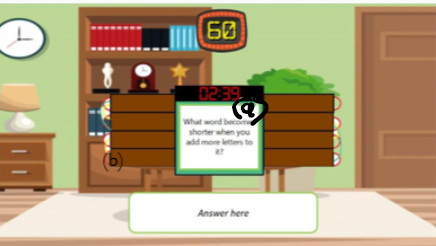 60
02:39
(a)
What word becomes
shorter when you
add more letters to
it?
(b)
Answer here